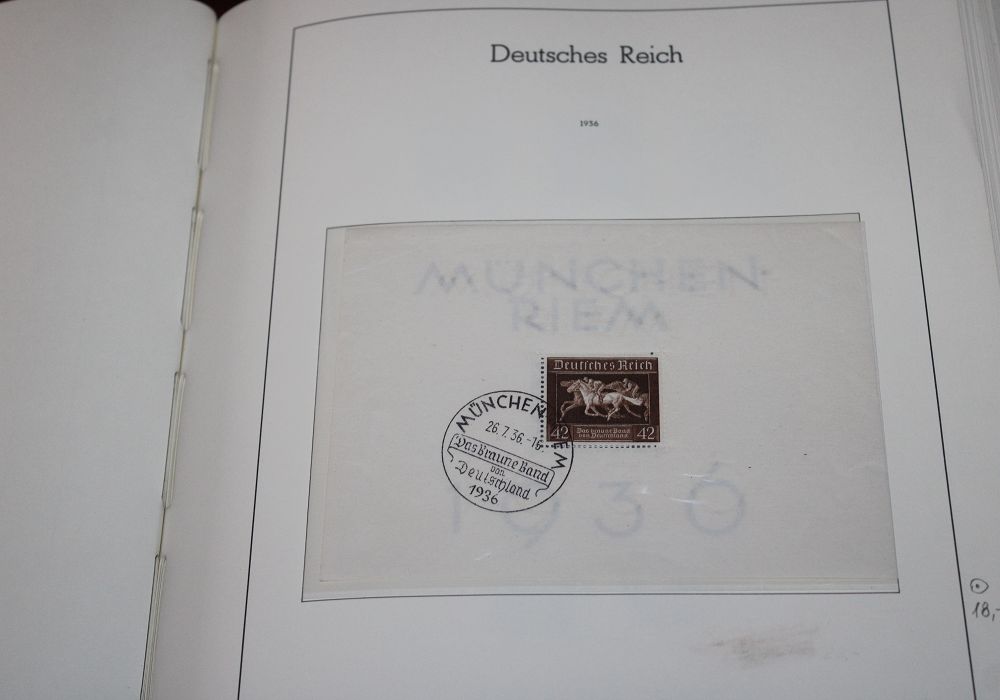 Deutsches Reich
1936
MÜNCHEN-
RIEM
Deutsches Reich
42 Das Braune Band 42
von Deutschland
MÜNCHEN RIEM
26.7.36.-16.
Das Braune Band
von
Deutschland
1936
1936
18,-